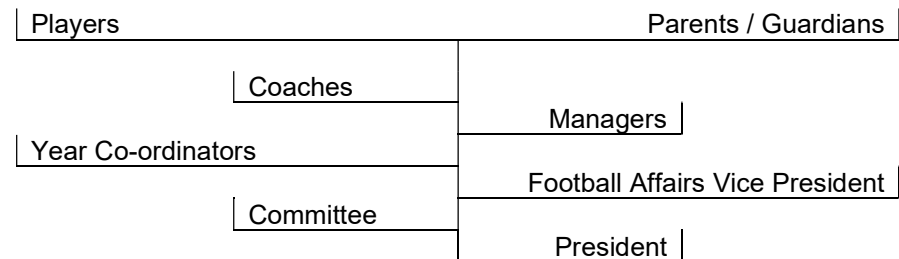 Players Parents / Guardians
Coaches
Managers
Year Co-ordinators
Football Affairs Vice President
Committee
President